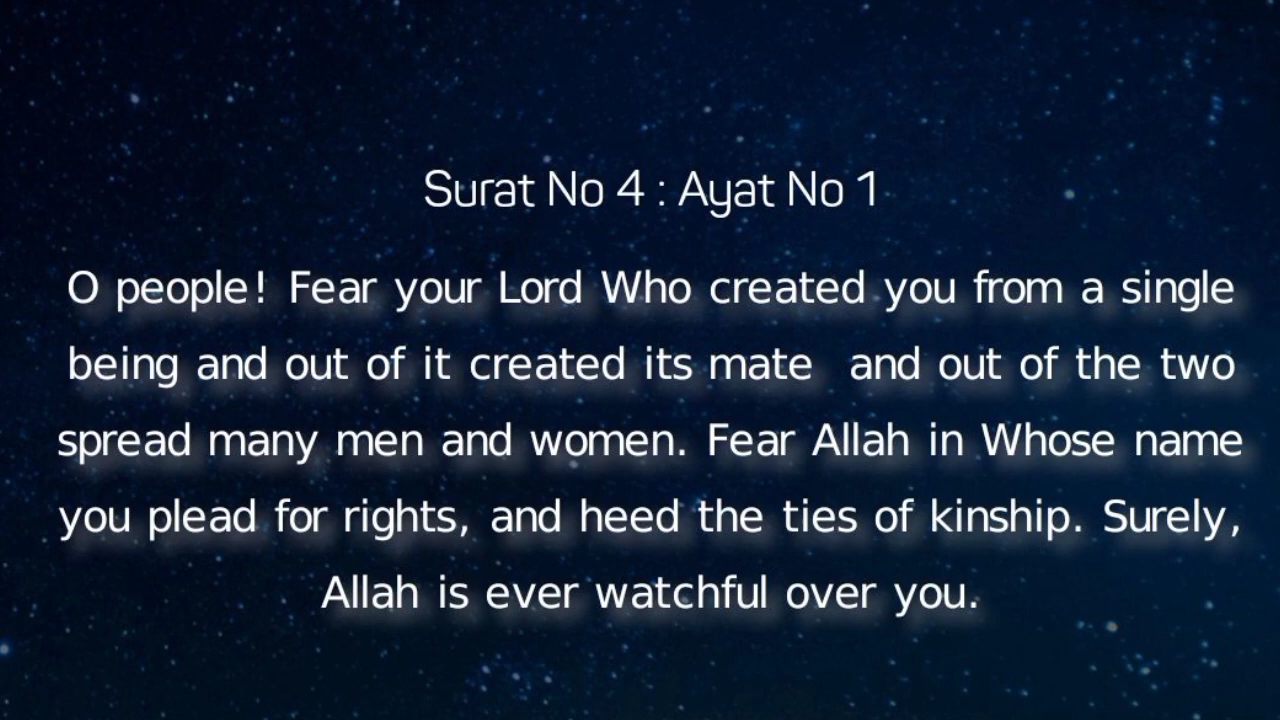 Surat No 4 : Ayat No 1
O people! Fear your Lord Who created you from a single
being and out of it created its mate  and out of the two
spread many men and women. Fear Allah in Whose name
you plead for rights, and heed the ties of kinship. Surely,
Allah is ever watchful over you.